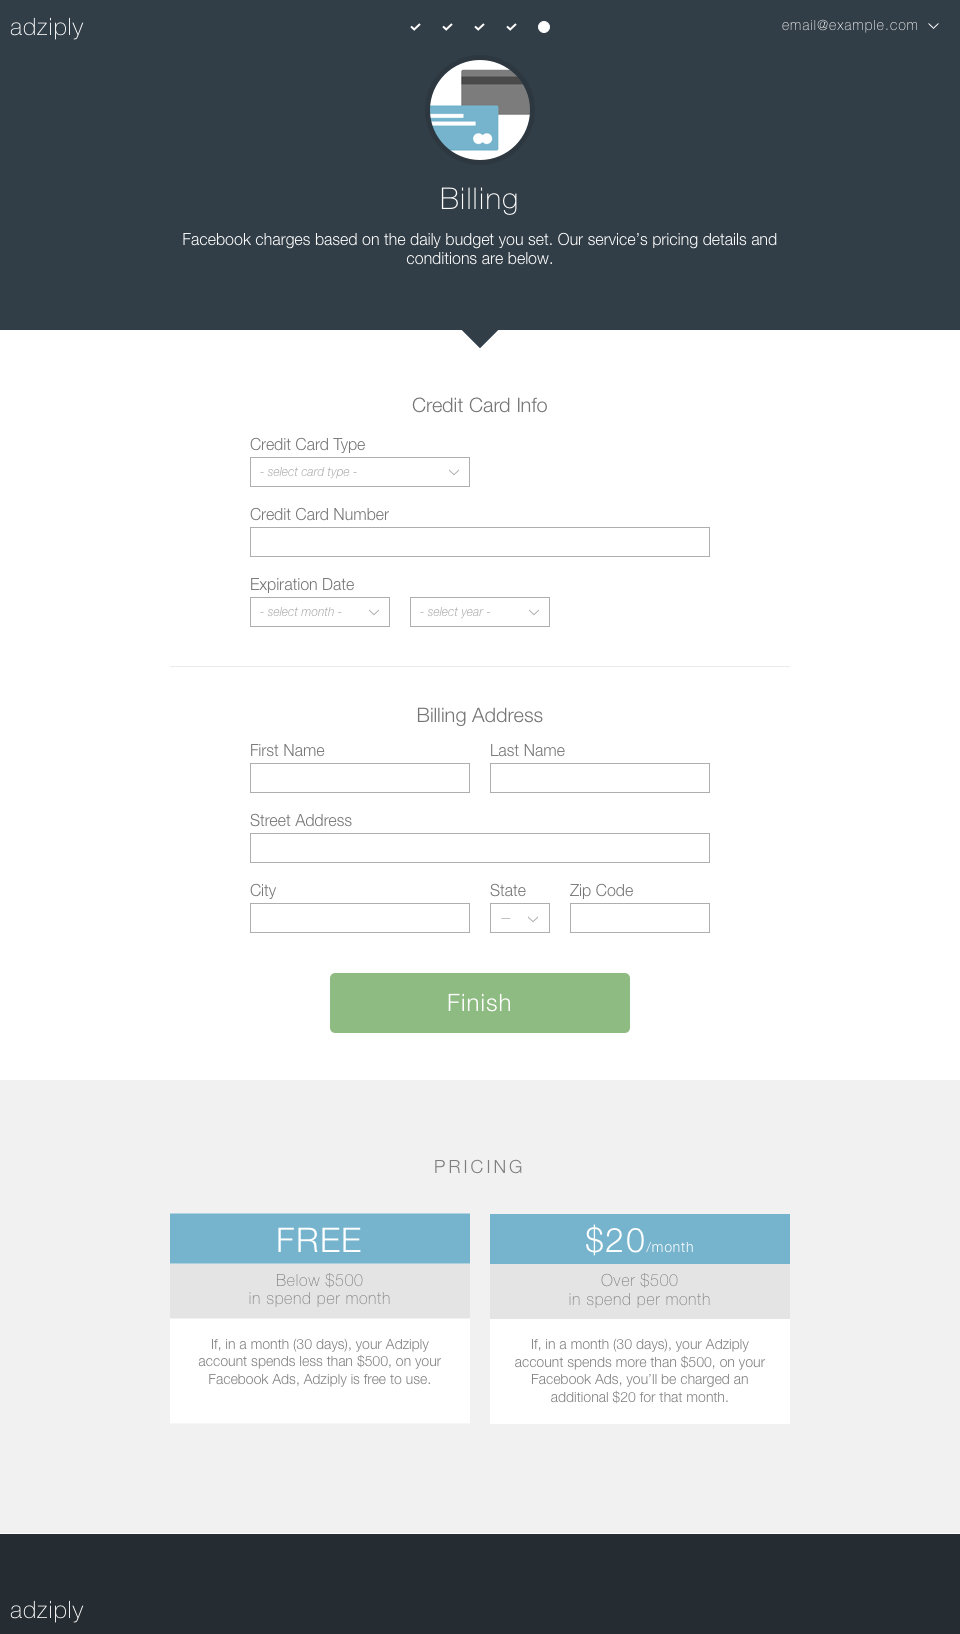 adziply
email@example.com
Billing
Facebook charges based on the daily budget you set. Our service’s pricing details and
conditions are below.
Credit Card Info
Credit Card Type
- select card type -
Credit Card Number
Expiration Date
- select month -
- select year -
Billing Address
First Name
Last Name
Street Address
City
State
Zip Code
—
Finish
PRICING
FREE
Below $500
in spend per month
If, in a month (30 days), your Adziply
account spends less than $500, on your
Facebook Ads, Adziply is free to use.
$20/month
Over $500
in spend per month
If, in a month (30 days), your Adziply
account spends more than $500, on your
Facebook Ads, you’ll be charged an
additional $20 for that month.
adziply